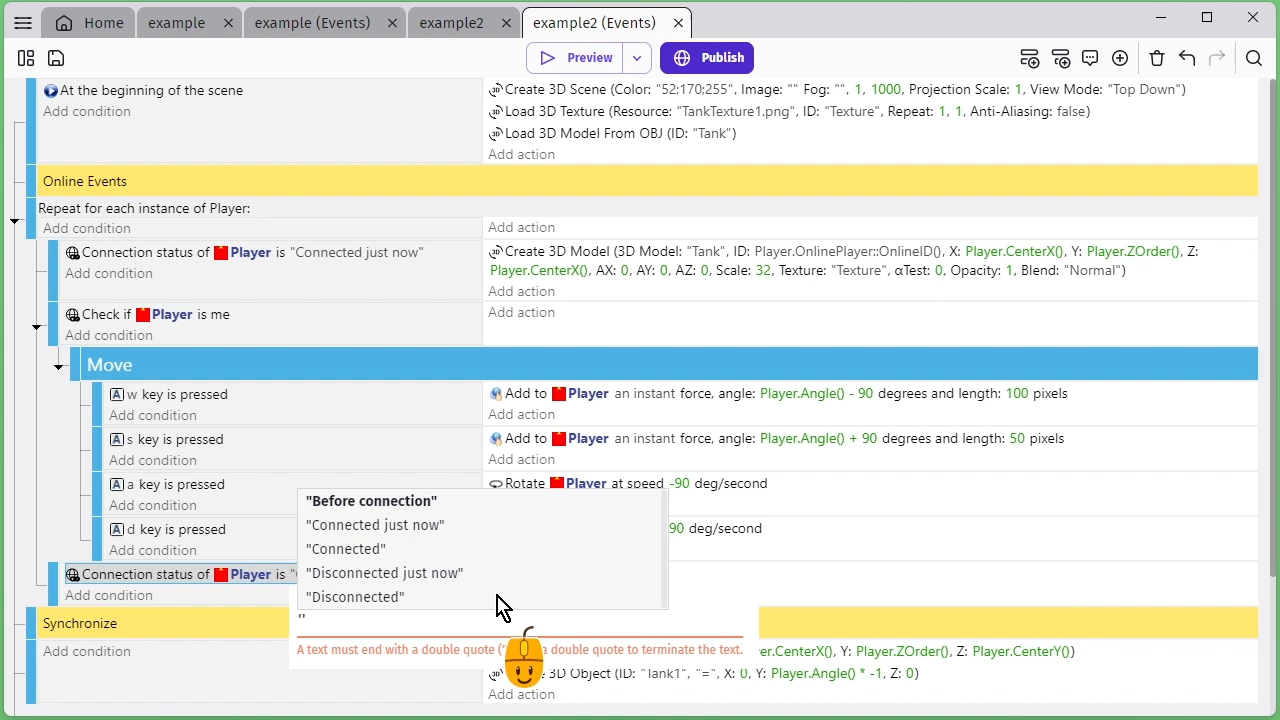 Home
example
example (Events)
example2
example2 (Events)
Preview
Publish
At the beginning of the scene
Add condition
Create 3D Scene (Color: "52;170;255", Image: "" Fog: "", 1, 1000, Projection Scale: 1, View Mode: "Top Down")
Load 3D Texture (Resource: "TankTexture1.png", ID: "Texture", Repeat: 1, 1, Anti-Aliasing: false)
Load 3D Model From OBJ (ID: "Tank")
Add action
Online Events
Repeat for each instance of Player:
Add condition
Add action
Connection status of Player is "Connected just now"
Add condition
Create 3D Model (3D Model: "Tank", ID: Player.OnlinePlayer::OnlineID(), X: Player.CenterX(), Y: Player.ZOrder(), Z:
Player.CenterX(), AX: 0, AY: 0, AZ: 0, Scale: 32, Texture: "Texture", αTest: 0, Opacity: 1, Blend: "Normal")
Add action
Check if Player is me
Add condition
Add action
Move
w key is pressed
Add condition
Add to Player an instant force, angle: Player.Angle() - 90 degrees and length: 100 pixels
Add action
s key is pressed
Add condition
Add to Player an instant force, angle: Player.Angle() + 90 degrees and length: 50 pixels
Add action
a key is pressed
Add condition
Rotate Player at speed -90 deg/second
d key is pressed
Add condition
90 deg/second
"Before connection"
"Connected just now"
"Connected"
"Disconnected just now"
"Disconnected"
Connection status of Player is "
Add condition
"
A text must end with a double quote (" a double quote to terminate the text.
Synchronize
Add condition
er.CenterX(), Y: Player.ZOrder(), Z: Player.CenterY())
3D Object (ID: "Tank1", "=", X: 0, Y: Player.Angle() * -1, Z: 0)
Add action